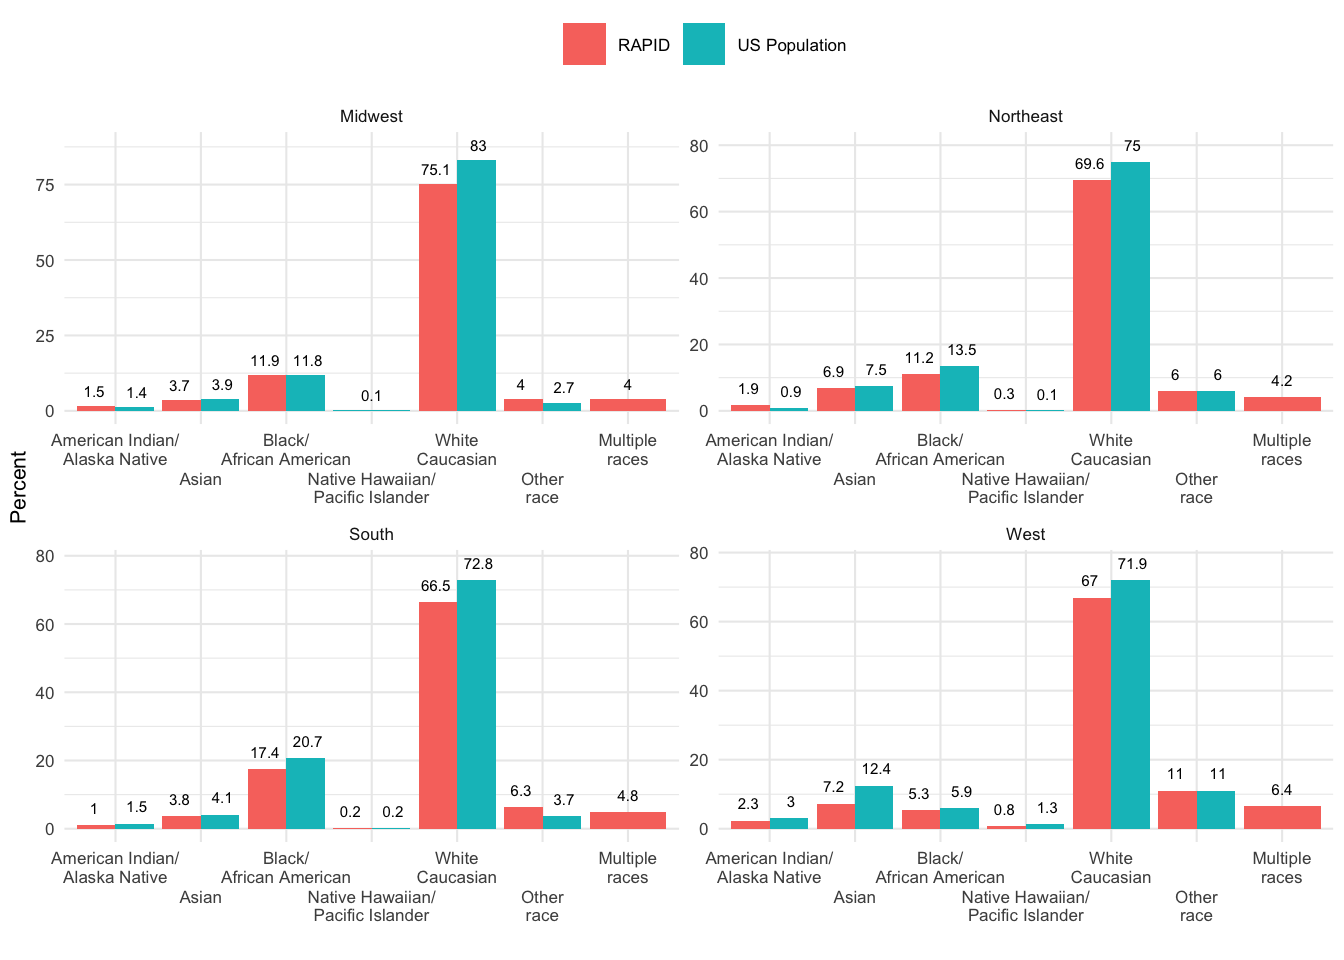 RAPID US Population
Midwest
Northeast
Percent
75
50
25
0
1.5 1.4 3.7 3.9 11.9 11.8 0.1 75.1 83 4 2.7 4
American Indian/
Alaska Native
Asian
Black/
African American
Native Hawaiian/
Pacific Islander
White
Caucasian
Other
race
Multiple
races
80
60
40
20
0
1.9 0.9 6.9 7.5 11.2 13.5 0.3 0.1 69.6 75 6 6 4.2
American Indian/
Alaska Native
Asian
Black/
African American
Native Hawaiian/
Pacific Islander
White
Caucasian
Other
race
Multiple
races
South
80
60
40
20
0
1 1.5 3.8 4.1 17.4 20.7 0.2 0.2 66.5 72.8 6.3 3.7 4.8
American Indian/
Alaska Native
Asian
Black/
African American
Native Hawaiian/
Pacific Islander
White
Caucasian
Other
race
Multiple
races
West
80
60
40
20
0
2.3 3 7.2 12.4 5.3 5.9 0.8 1.3 67 71.9 11 11 6.4
American Indian/
Alaska Native
Asian
Black/
African American
Native Hawaiian/
Pacific Islander
White
Caucasian
Other
race
Multiple
races